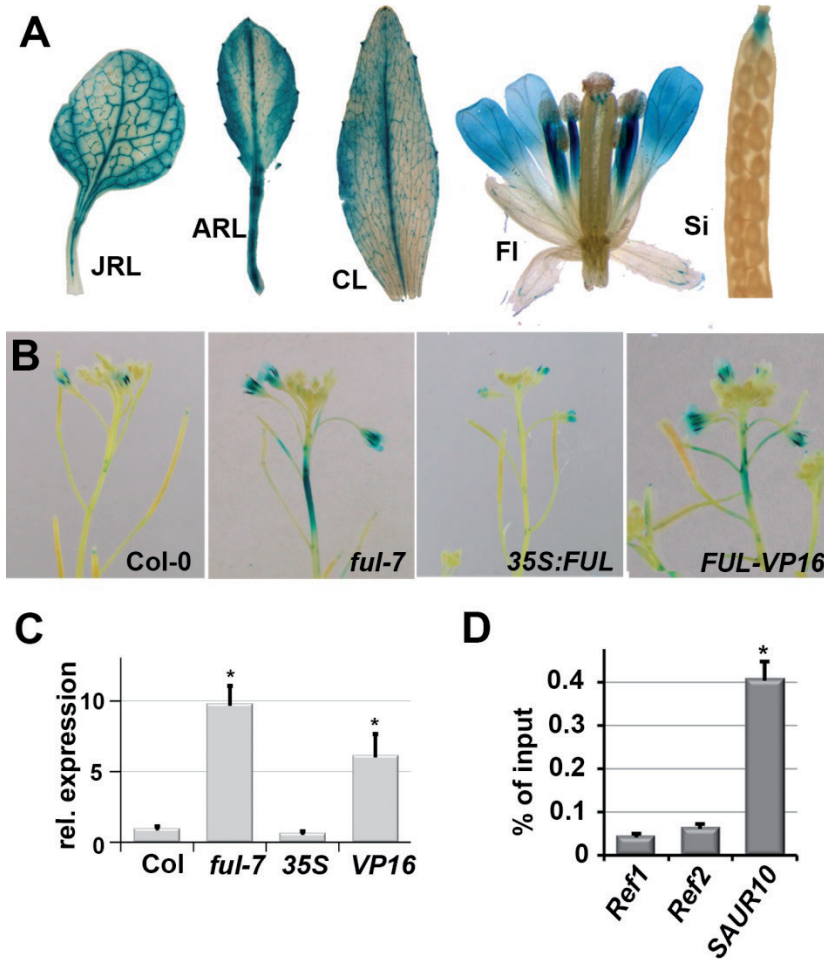 A
JRL
ARL
CL
Fl
Si
B
Col-0
ful-7
35S:FUL
FUL-VP16
C
rel. expression
10
5
0
*
*
Col
ful-7
35S
VP16
D
% of input
0.4
0.3
0.4
0.1
0
*
Ref1
Ref2
SAUR10